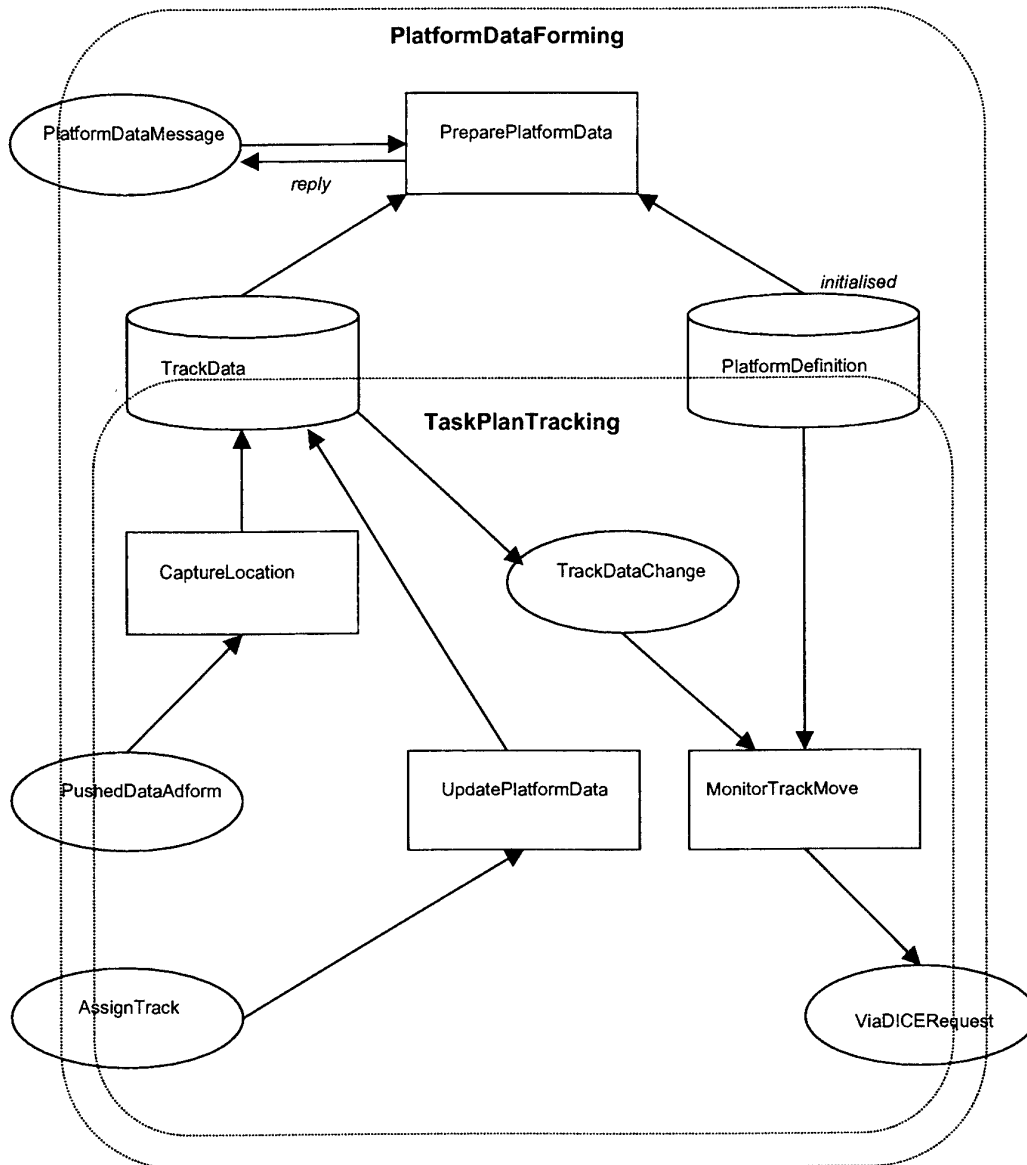 PlatformDataForming
PlatformDataMessage
PreparePlatformData
reply
initialised
TrackData
PlatformDefinition
TaskPlanTracking
CaptureLocation
TrackDataChange
PushedDataAdform
UpdatePlatformData
MonitorTrackMove
AssignTrack
ViaDICERequest